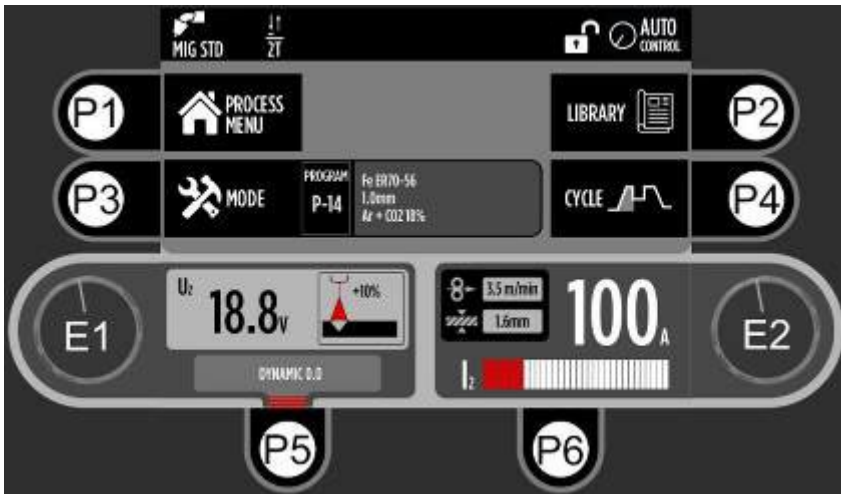 MIG STD
2T
AUTO
CONTROL
P1
PROCESS
MENU
LIBRARY
P2
P3
MODE
PROGRAM
P-14
Fe ER70-S6
1.0mm
Ar + CO2 18%
CYCLE
P4
E1
U2
18.8V
+10%
DYNAMIC 0.0
3.5 m/min
1.6mm
100A
I2
E2
P5
P6